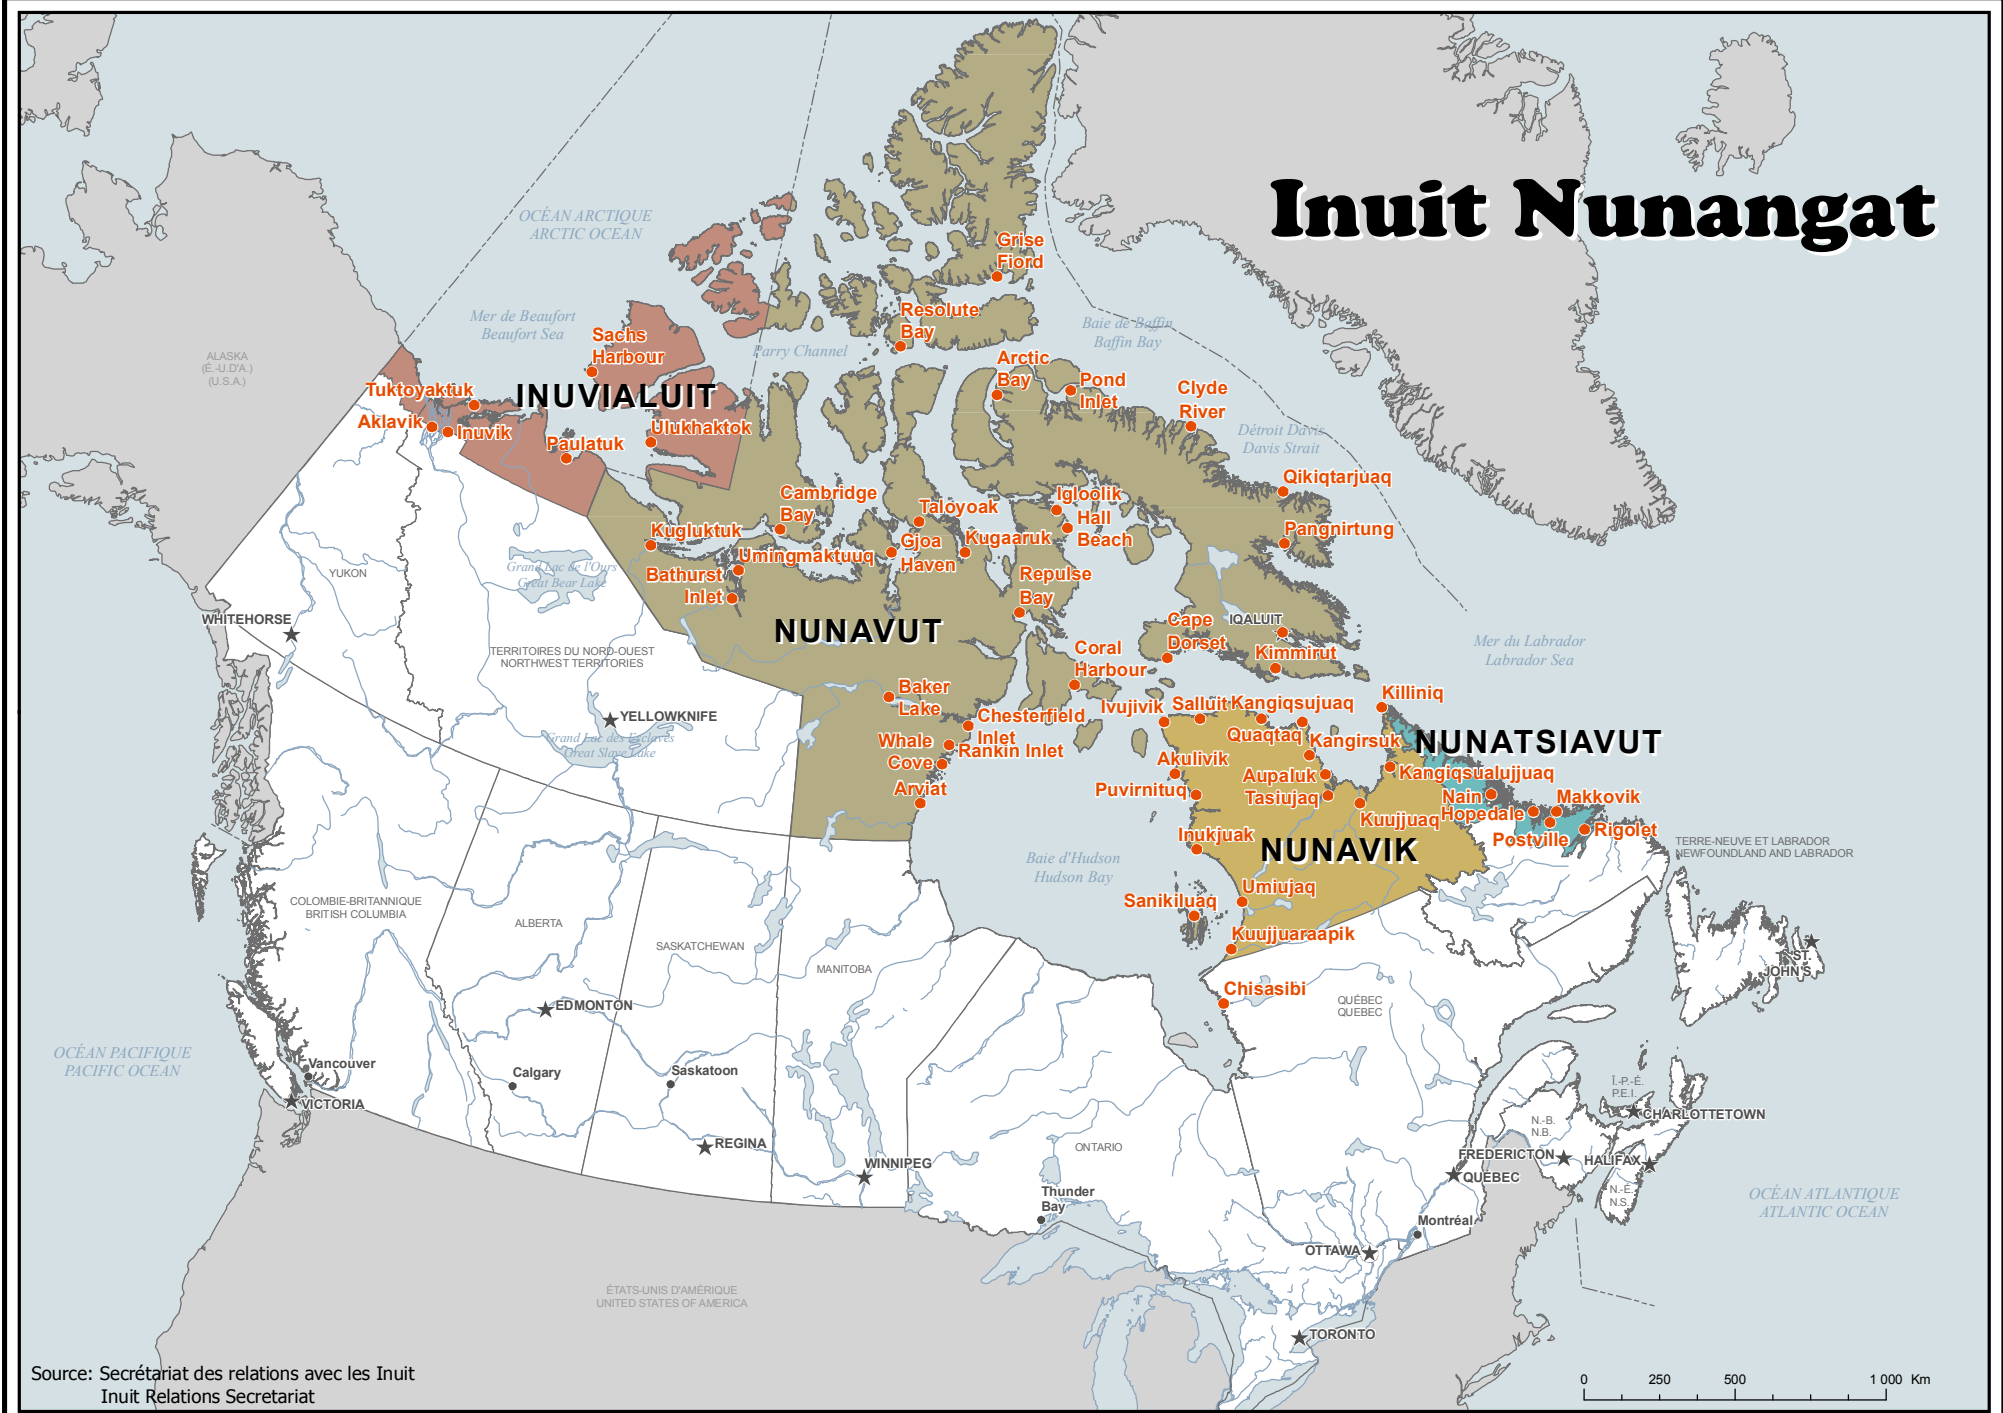 Inuit Nunangat
OCÉAN ARCTIQUE
ARCTIC OCEAN
Grise
Fiord
Mer de Beaufort
Beaufort Sea
Sachs
Harbour
Resolute
Bay
Parry Channel
Baie de Baffin
Baffin Bay
ALASKA
(É.-U.D'A.)
(U.S.A.)
Arctic
Bay
Pond
Inlet
Clyde
River
Tuktoyaktuk
INUVIALUIT
Aklavik
Inuvik
Paulatuk
Ulukhaktok
Détroit Davis
Davis Strait
Qikiqtarjuaq
Cambridge
Bay
Taloyoak
Igloolik
Hall
Beach
Pangnirtung
Kugluktuk
Umingmaktuuq
Gjoa
Haven
Kugaaruk
Bathurst
Inlet
Repulse
Bay
Grand Lac de l'Ours
Great Bear Lake
YUKON
WHITEHORSE
NUNAVUT
Cape
Dorset
IQALUIT
Kimmirut
Mer du Labrador
Labrador Sea
TERRITOIRES DU NORD-OUEST
NORTHWEST TERRITORIES
Coral
Harbour
Baker
Lake
YELLOWKNIFE
Grand Lac des Esclaves
Great Slave Lake
Chesterfield
Inlet
Whale
Cove
Rankin Inlet
Arviat
Ivujivik
Salluit
Kangiqsujuaq
Killiniq
Quaqtaq
Kangirsuk
NUNATSIAVUT
Akulivik
Aupaluk
Kangiqsualujjuaq
Puvirnituq
Tasiujaq
Nain
Makkovik
Kuujjuaq
Hopedale
Rigolet
Postville
Inukjuak
NUNAVIK
TERRE-NEUVE ET LABRADOR
NEWFOUNDLAND AND LABRADOR
Baie d'Hudson
Hudson Bay
Umiujaq
Sanikiluaq
Kuujjuaraapik
Chisasibi
COLOMBIE-BRITANNIQUE
BRITISH COLUMBIA
ALBERTA
SASKATCHEWAN
MANITOBA
QUÉBEC
QUEBEC
ST.
JOHN'S
EDMONTON
OCÉAN PACIFIQUE
PACIFIC OCEAN
Vancouver
VICTORIA
Calgary
Saskatoon
REGINA
WINNIPEG
ONTARIO
Thunder
Bay
Î.-P.-É.
P.E.I.
CHARLOTTETOWN
N.-B.
N.B.
FREDERICTON
HALIFAX
QUÉBEC
N.-É.
N.S.
Montréal
OTTAWA
TORONTO
OCÉAN ATLANTIQUE
ATLANTIC OCEAN
ÉTATS-UNIS D'AMÉRIQUE
UNITED STATES OF AMERICA
Source: Secrétariat des relations avec les Inuit
Inuit Relations Secretariat
0 250 500 1 000 Km